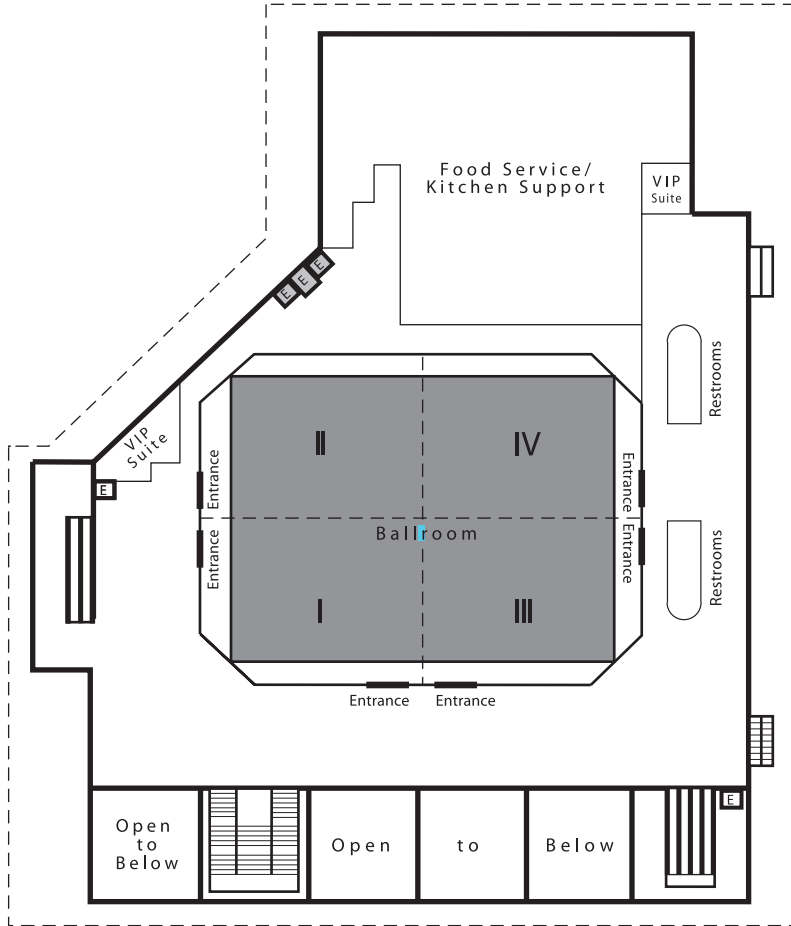 Food Service/
Kitchen Support
VIP
Suite
E
E
E
Restrooms
VIP
Suite
II
IV
E
Entrance
Entrance
Ballroom
Entrance
Entrance
Restrooms
I
III
Entrance
Entrance
E
Open
to
Below
Open
to
Below